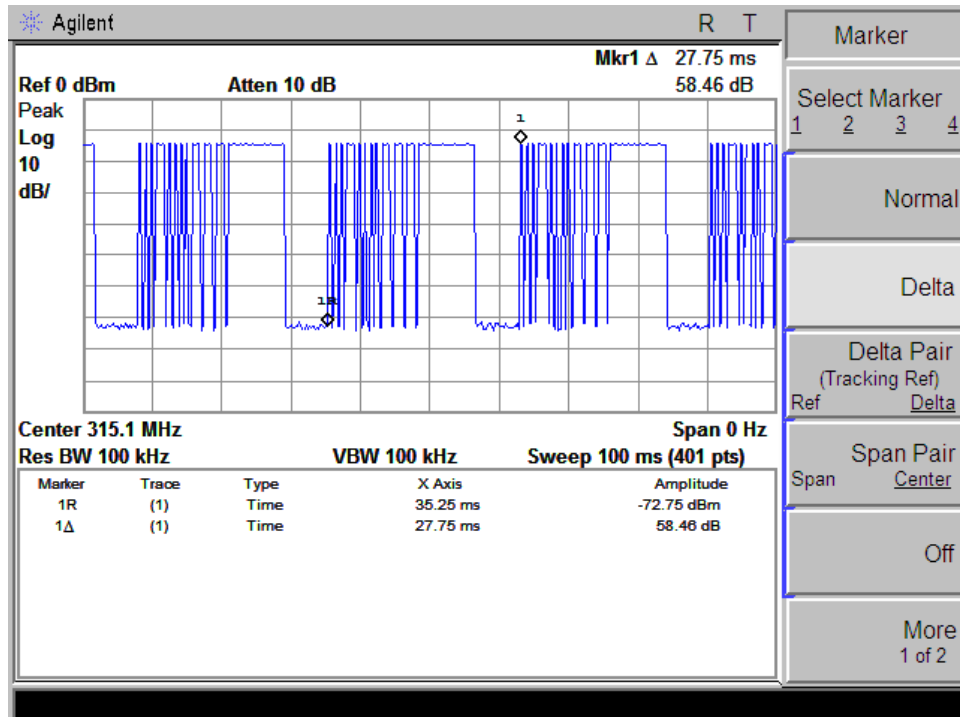 Agilent
R T
Mkr1 Δ 27.75 ms
Ref 0 dBm Atten 10 dB 58.46 dB
Peak
Log
10
dB/
1
1R
Center 315.1 MHz Span 0 Hz
Res BW 100 kHz VBW 100 kHz Sweep 100 ms (401 pts)
Marker Trace Type X Axis Amplitude
1R (1) Time 35.25 ms -72.75 dBm
1Δ (1) Time 27.75 ms 58.46 dB
Marker
Select Marker
1 2 3 4
Normal
Delta
Delta Pair
(Tracking Ref)
Ref Delta
Span Pair
Span Center
Off
More
1 of 2